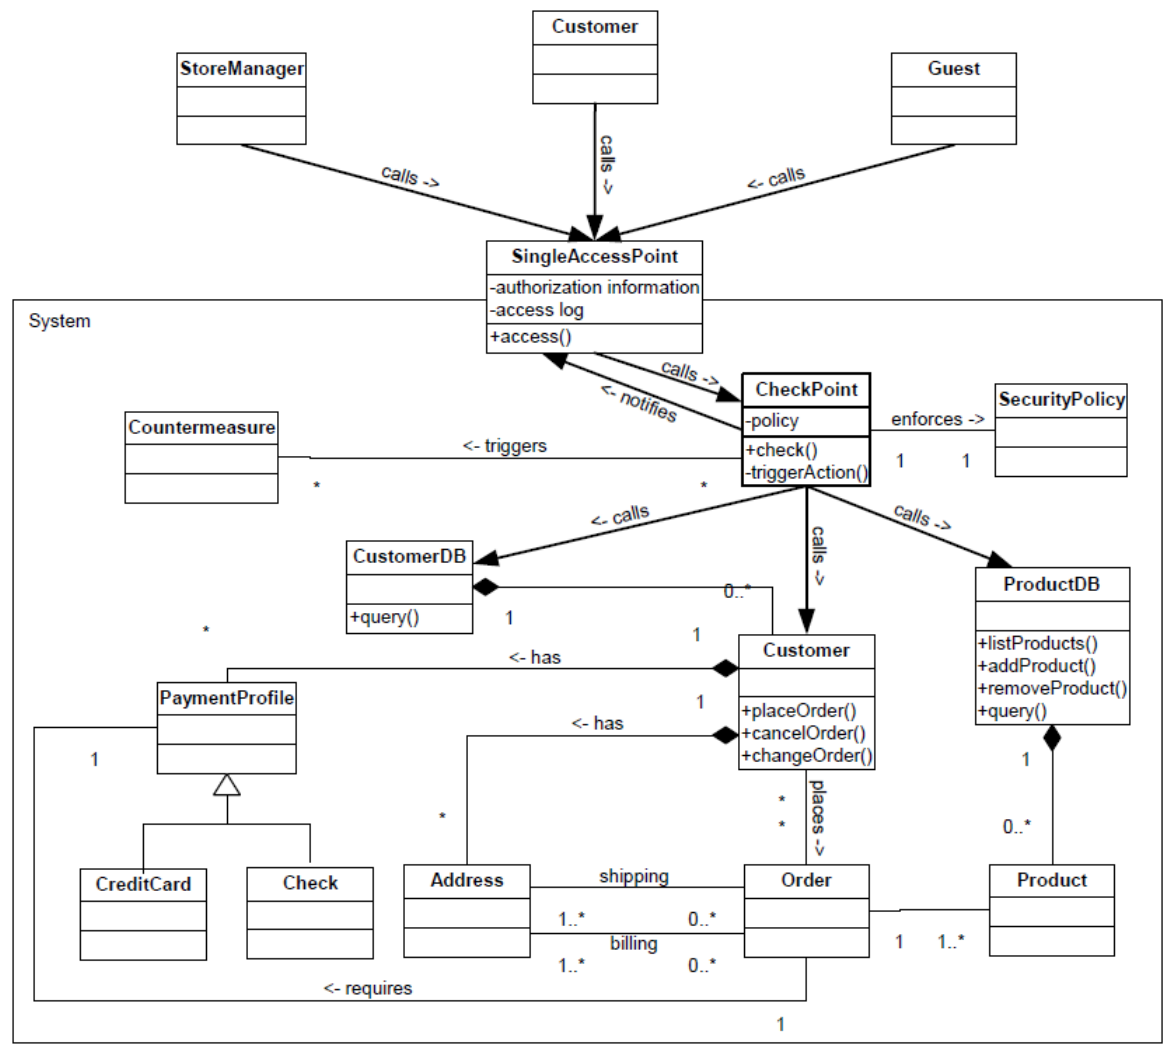 Customer
StoreManager
Guest
calls ->
calls ->
<- calls
SingleAccessPoint
-authorization information
-access log
+access()
System
calls ->
<- notifies
CheckPoint
-policy
+check()
-triggerAction()
enforces ->
1
1
SecurityPolicy
Countermeasure
<- triggers
*
*
<- calls
calls ->
calls ->
CustomerDB
+query()
1
0..*
ProductDB
+listProducts()
+addProduct()
+removeProduct()
+query()
*
1
<- has
Customer
+placeOrder()
+cancelOrder()
+changeOrder()
PaymentProfile
1
<- has
1
1
*
*
*
places ->
0..*
CreditCard
Check
Address
shipping
Order
Product
1..*
0..*
billing
1
1..*
1..*
0..*
<- requires
1